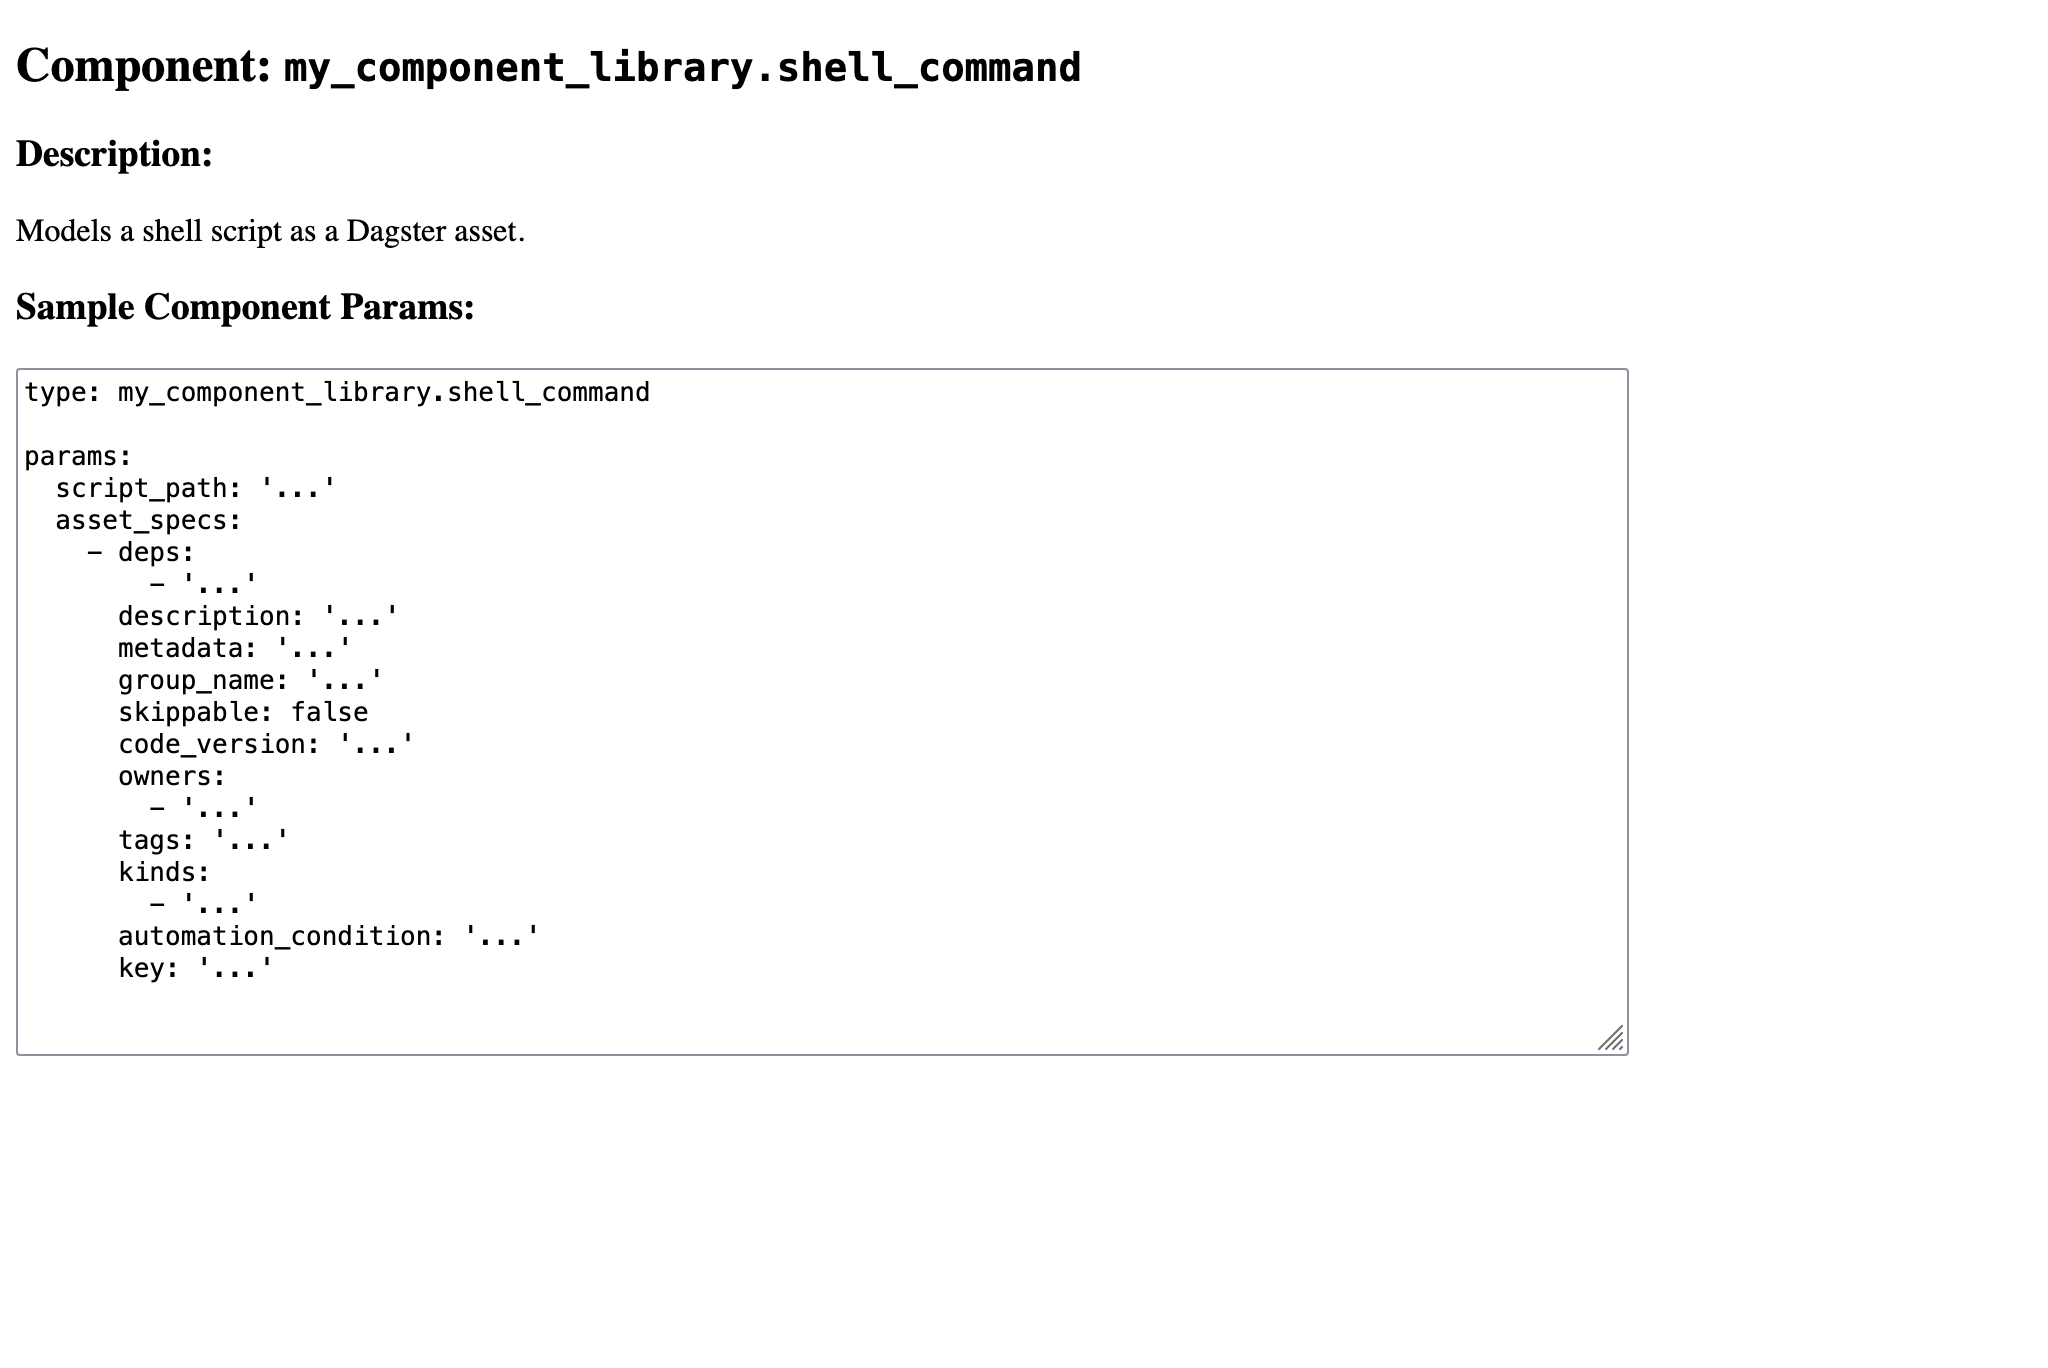 Component: my_component_library.shell_command
Description:
Models a shell script as a Dagster asset.
Sample Component Params:
type: my_component_library.shell_command

params:
  script_path: '...'
  asset_specs:
    - deps:
        - '...'
      description: '...'
      metadata: '...'
      group_name: '...'
      skippable: false
      code_version: '...'
      owners:
        - '...'
      tags: '...'
      kinds:
        - '...'
      automation_condition: '...'
      key: '...'